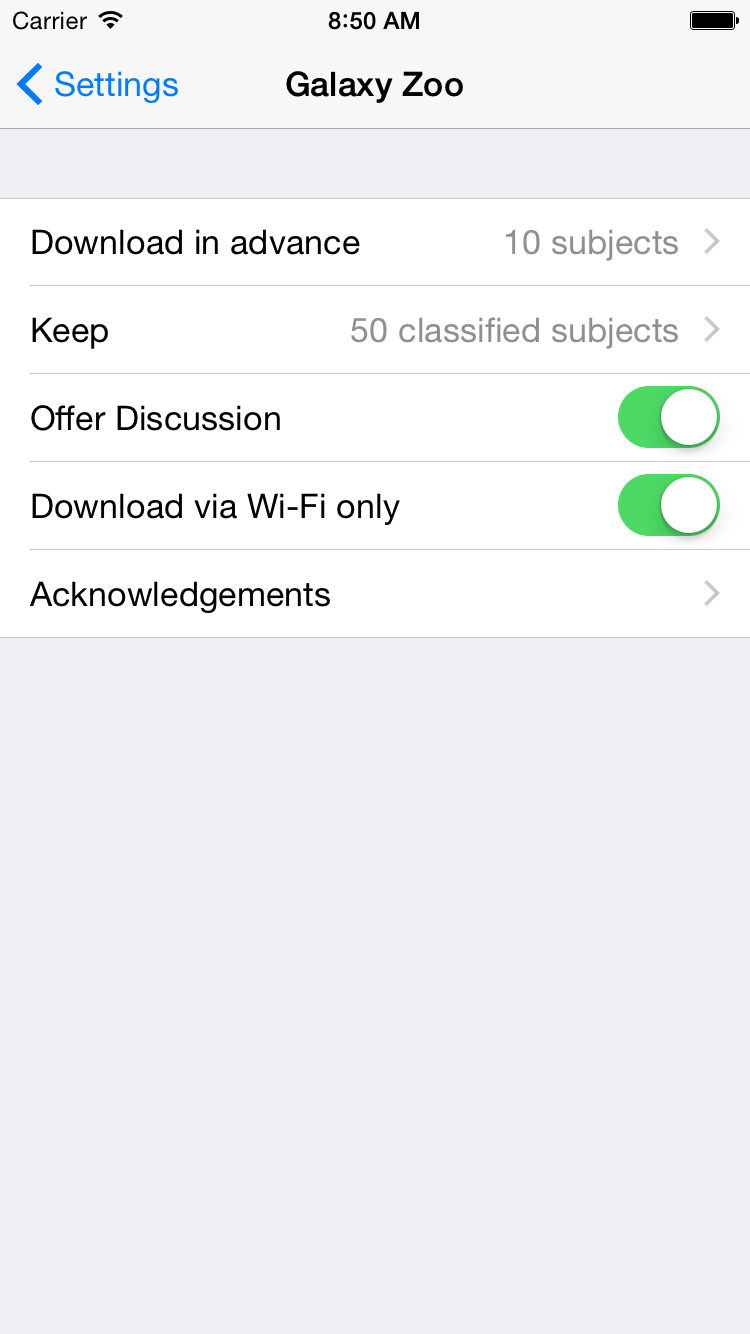 Carrier 8:50 AM
Settings Galaxy Zoo
Download in advance 10 subjects
Keep 50 classified subjects
Offer Discussion
Download via Wi-Fi only
Acknowledgements